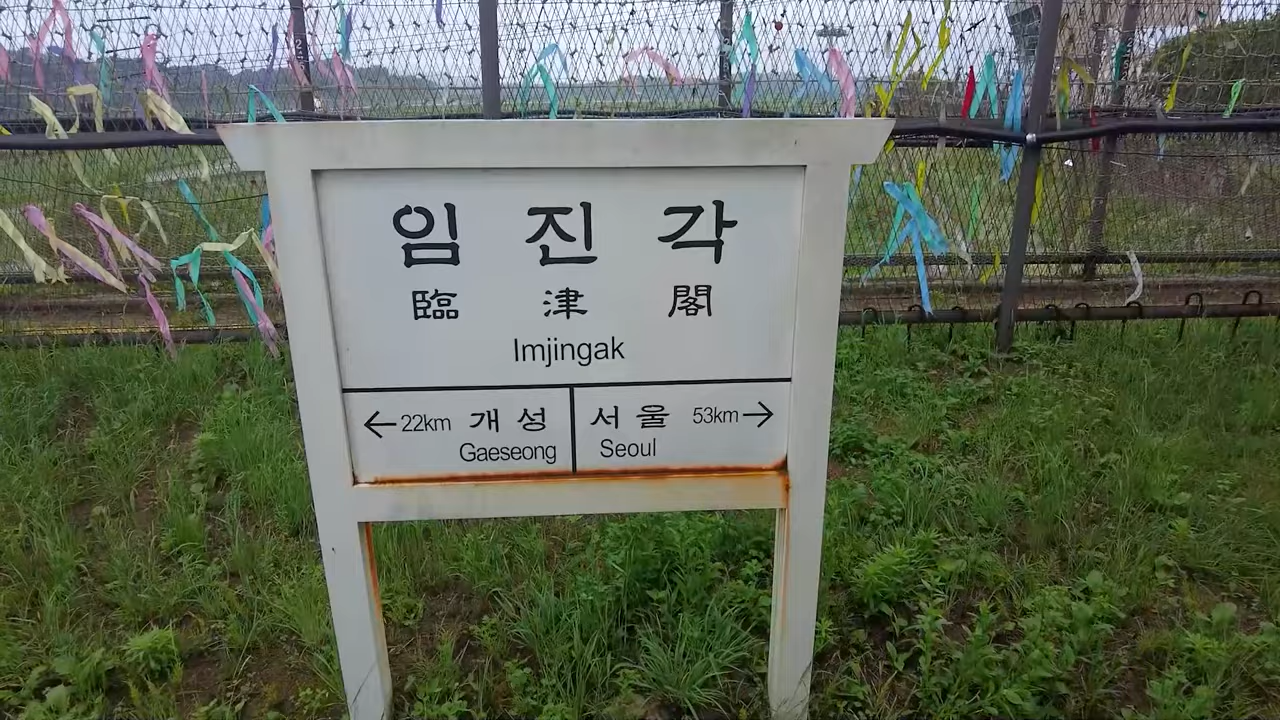 임진각
臨津閣
Imjingak
← 22km 개성
Gaeseong
서울 53km →
Seoul